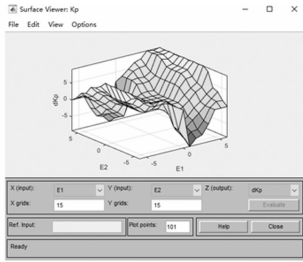 Surface Viewer: Kp
File Edit View Options
dKp
5
0
-5
5
0
-5
E2
-5
0
5
E1
X (input): E1 Y (input): E2 Z (output): dKp
X grids: 15 Y grids: 15 Evaluate
Ref. Input: Plot points: 101 Help Close
Ready